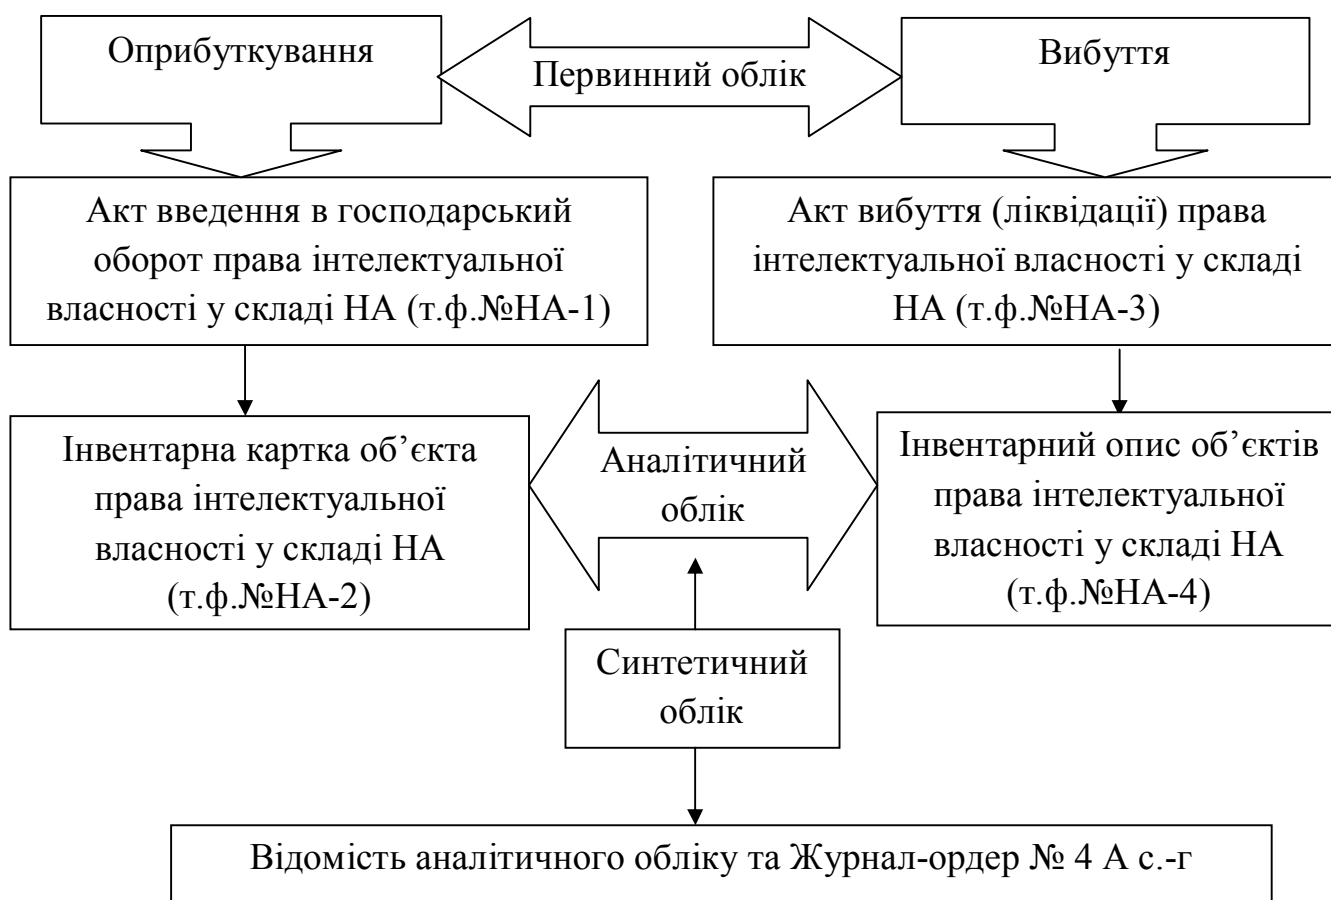 Оприбуткування
Первинний облік
Вибуття
Акт введення в господарський
оборот права інтелектуальної
власності у складі НА (т.ф.№НА-1)
Акт вибуття (ліквідації) права
інтелектуальної власності у складі
НА (т.ф.№НА-3)
Інвентарна картка об’єкта
права інтелектуальної
власності у складі НА
(т.ф.№НА-2)
Аналітичний
облік
Інвентарний опис об’єктів
права інтелектуальної
власності у складі НА
(т.ф.№НА-4)
Синтетичний
облік
Відомість аналітичного обліку та Журнал-ордер № 4 А с.-г